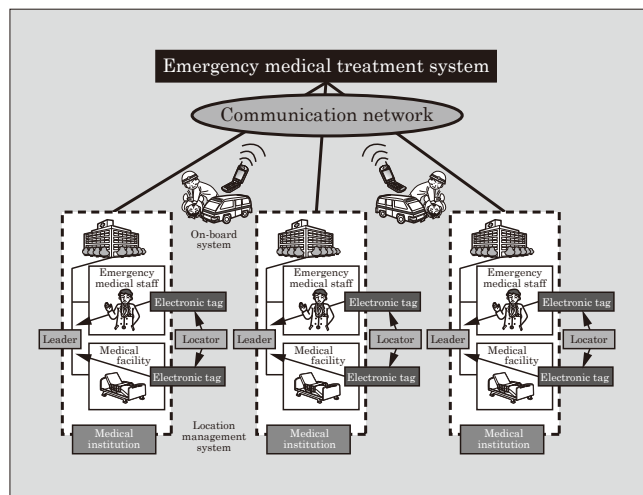 Emergency medical treatment system
Communication network
On-board
system
Emergency
medical staff
Electronic tag
Leader
Locator
Medical
facility
Electronic tag
Medical
institution
Location
management
system
Emergency
medical staff
Electronic tag
Leader
Locator
Medical
facility
Electronic tag
Medical
institution
Emergency
medical staff
Electronic tag
Leader
Locator
Medical
facility
Electronic tag
Medical
institution